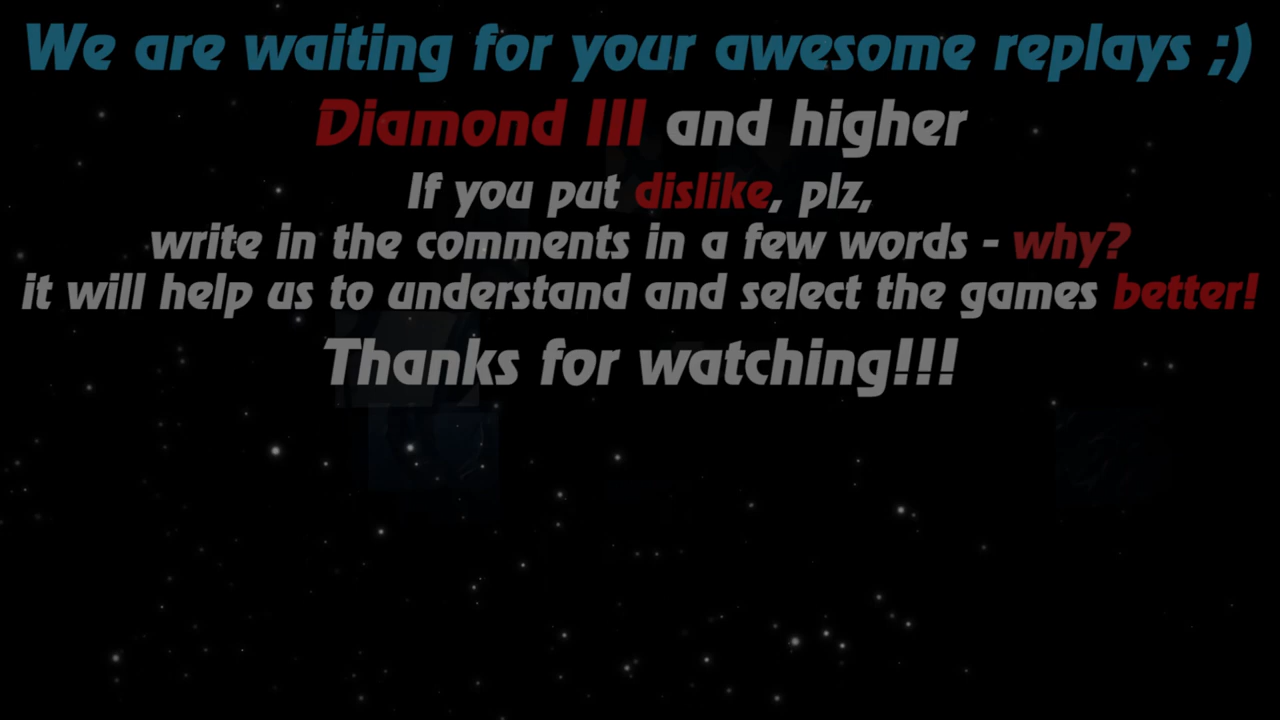 We are waiting for your awesome replays ;)
Diamond III and higher
If you put dislike, plz,
write in the comments in a few words - why?
it will help us to understand and select the games better!
Thanks for watching!!!